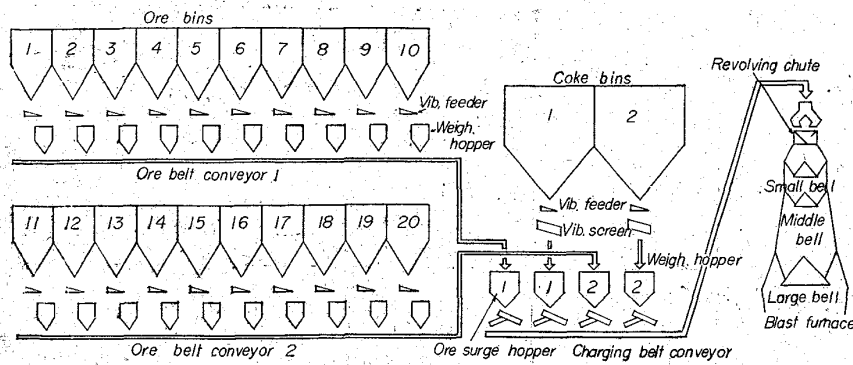 Ore bins
1 2 3 4 5 6 7 8 9 10
Vib. feeder
Weigh. hopper
Ore belt conveyor 1
11 12 13 14 15 16 17 18 19 20
Ore belt conveyor 2
Coke bins
1 2
Vib. feeder
Vib. screen
Weigh. hopper
1 1 2 2
Ore surge hopper
Charging belt conveyor
Revolving chute
Small bell
Middle
bell
Large bell
Blast furnace